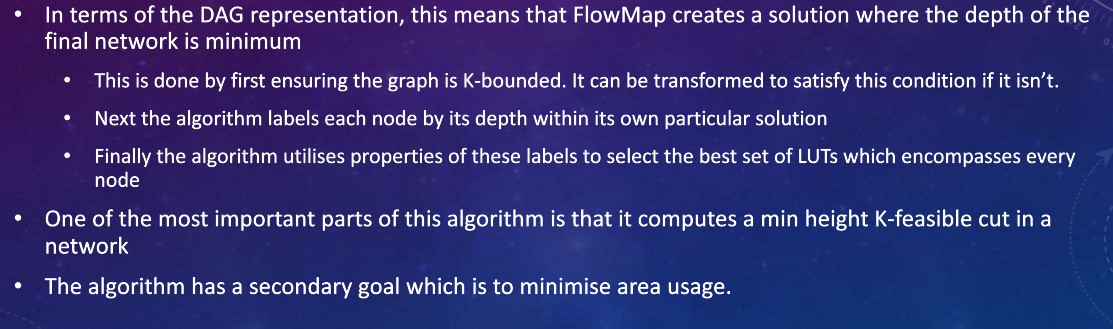 • In terms of the DAG representation, this means that FlowMap creates a solution where the depth of the
final network is minimum
• This is done by first ensuring the graph is K-bounded. It can be transformed to satisfy this condition if it isn’t.
• Next the algorithm labels each node by its depth within its own particular solution
• Finally the algorithm utilises properties of these labels to select the best set of LUTs which encompasses every
node
• One of the most important parts of this algorithm is that it computes a min height K-feasible cut in a
network
• The algorithm has a secondary goal which is to minimise area usage.